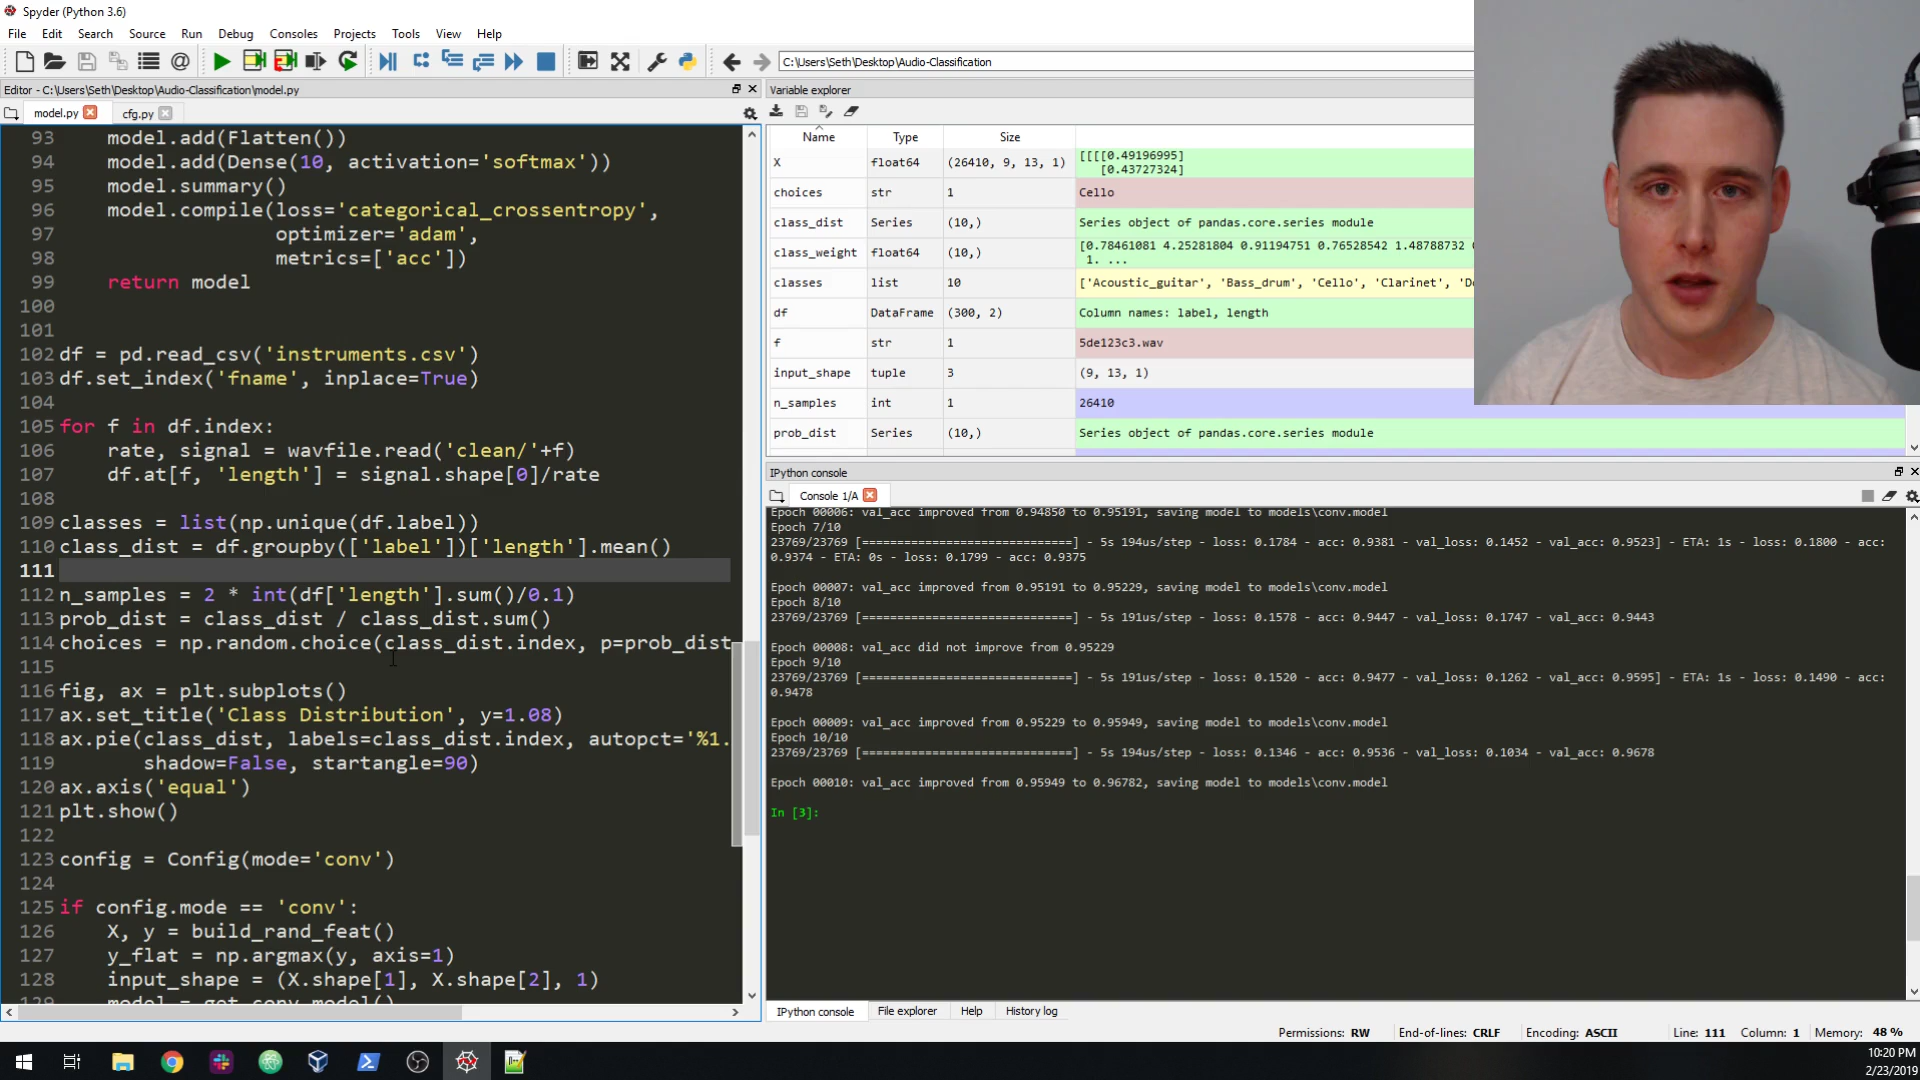 Spyder (Python 3.6)
File Edit Search Source Run Debug Consoles Projects Tools View Help
C:\Users\Seth\Desktop\Audio-Classification
Editor - C:\Users\Seth\Desktop\Audio-Classification\model.py
model.py
cfg.py
93 model.add(Flatten())
94 model.add(Dense(10, activation='softmax'))
95 model.summary()
96 model.compile(loss='categorical_crossentropy',
97 optimizer='adam',
98 metrics=['acc'])
99 return model
100
101
102 df = pd.read_csv('instruments.csv')
103 df.set_index('fname', inplace=True)
104
105 for f in df.index:
106 rate, signal = wavfile.read('clean/'+f)
107 df.at[f, 'length'] = signal.shape[0]/rate
108
109 classes = list(np.unique(df.label))
110 class_dist = df.groupby(['label'])['length'].mean()
111
112 n_samples = 2 * int(df['length'].sum()/0.1)
113 prob_dist = class_dist / class_dist.sum()
114 choices = np.random.choice(class_dist.index, p=prob_dist
115
116 fig, ax = plt.subplots()
117 ax.set_title('Class Distribution', y=1.08)
118 ax.pie(class_dist, labels=class_dist.index, autopct='%1.
119 shadow=False, startangle=90)
120 ax.axis('equal')
121 plt.show()
122
123 config = Config(mode='conv')
124
125 if config.mode == 'conv':
126 X, y = build_rand_feat()
127 y_flat = np.argmax(y, axis=1)
128 input_shape = (X.shape[1], X.shape[2], 1)
129 model = get_conv_model()
Variable explorer
Name Type Size
X float64 (26410, 9, 13, 1) [[[[0.49196995]
[0.43727324]
choices str 1 Cello
class_dist Series (10,) Series object of pandas.core.series module
class_weight float64 (10,) [0.78461081 4.25281804 0.91194751 0.76528542 1.48788732
1. ...
classes list 10 ['Acoustic_guitar', 'Bass_drum', 'Cello', 'Clarinet',
df DataFrame (300, 2) Column names: label, length
f str 1 5de123c3.wav
input_shape tuple 3 (9, 13, 1)
n_samples int 1 26410
prob_dist Series (10,) Series object of pandas.core.series module
IPython console
Console 1/A
Epoch 00006: val_acc improved from 0.94850 to 0.95191, saving model to models\conv.model
Epoch 7/10
23769/23769 [==============================] - 5s 194us/step - loss: 0.1784 - acc: 0.9381 - val_loss: 0.1452 - val_acc: 0.9523] - ETA: 1s - loss: 0.1800 - acc:
0.9374 - ETA: 0s - loss: 0.1799 - acc: 0.9375
Epoch 00007: val_acc improved from 0.95191 to 0.95229, saving model to models\conv.model
Epoch 8/10
23769/23769 [==============================] - 5s 191us/step - loss: 0.1578 - acc: 0.9447 - val_loss: 0.1747 - val_acc: 0.9443
Epoch 00008: val_acc did not improve from 0.95229
Epoch 9/10
23769/23769 [==============================] - 5s 191us/step - loss: 0.1520 - acc: 0.9477 - val_loss: 0.1262 - val_acc: 0.9595] - ETA: 1s - loss: 0.1490 - acc:
0.9478
Epoch 00009: val_acc improved from 0.95229 to 0.95949, saving model to models\conv.model
Epoch 10/10
23769/23769 [==============================] - 5s 194us/step - loss: 0.1346 - acc: 0.9536 - val_loss: 0.1034 - val_acc: 0.9678
Epoch 00010: val_acc improved from 0.95949 to 0.96782, saving model to models\conv.model
In [3]:
IPython console File explorer Help History log
Permissions: RW End-of-lines: CRLF Encoding: ASCII Line: 111 Column: 1 Memory: 48 %
10:20 PM
2/23/2019